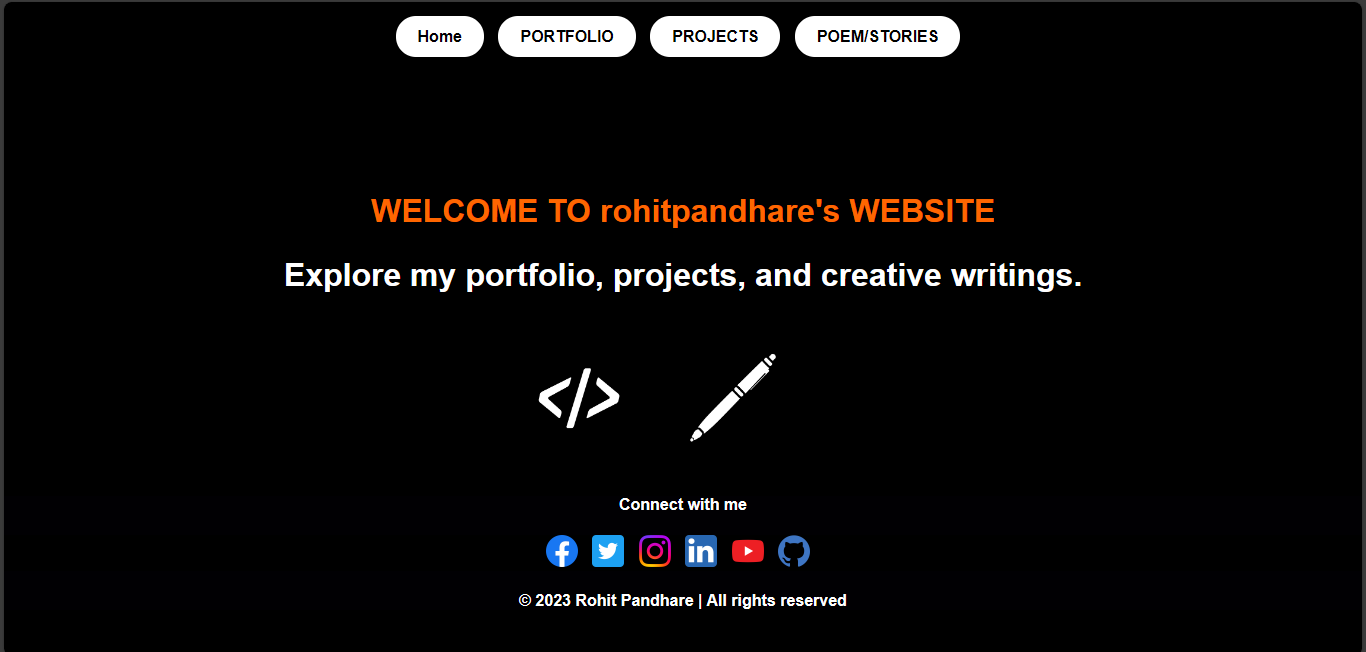 Home PORTFOLIO PROJECTS POEM/STORIES
WELCOME TO rohitpandhare's WEBSITE
Explore my portfolio, projects, and creative writings.
</>
Connect with me
in
© 2023 Rohit Pandhare | All rights reserved